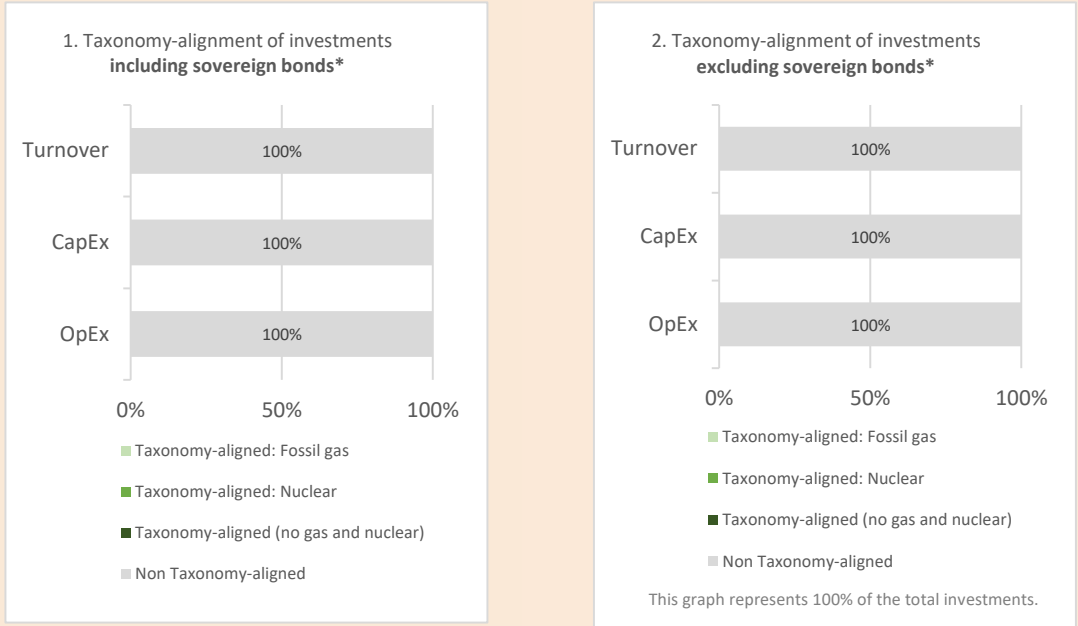 1. Taxonomy-alignment of investments
including sovereign bonds*
Turnover
100%
CapEx
100%
OpEx
100%
0%
50%
100%
Taxonomy-aligned: Fossil gas
Taxonomy-aligned: Nuclear
Taxonomy-aligned (no gas and nuclear)
Non Taxonomy-aligned
2. Taxonomy-alignment of investments
excluding sovereign bonds*
Turnover
100%
CapEx
100%
OpEx
100%
0%
50%
100%
Taxonomy-aligned: Fossil gas
Taxonomy-aligned: Nuclear
Taxonomy-aligned (no gas and nuclear)
Non Taxonomy-aligned
This graph represents 100% of the total investments.